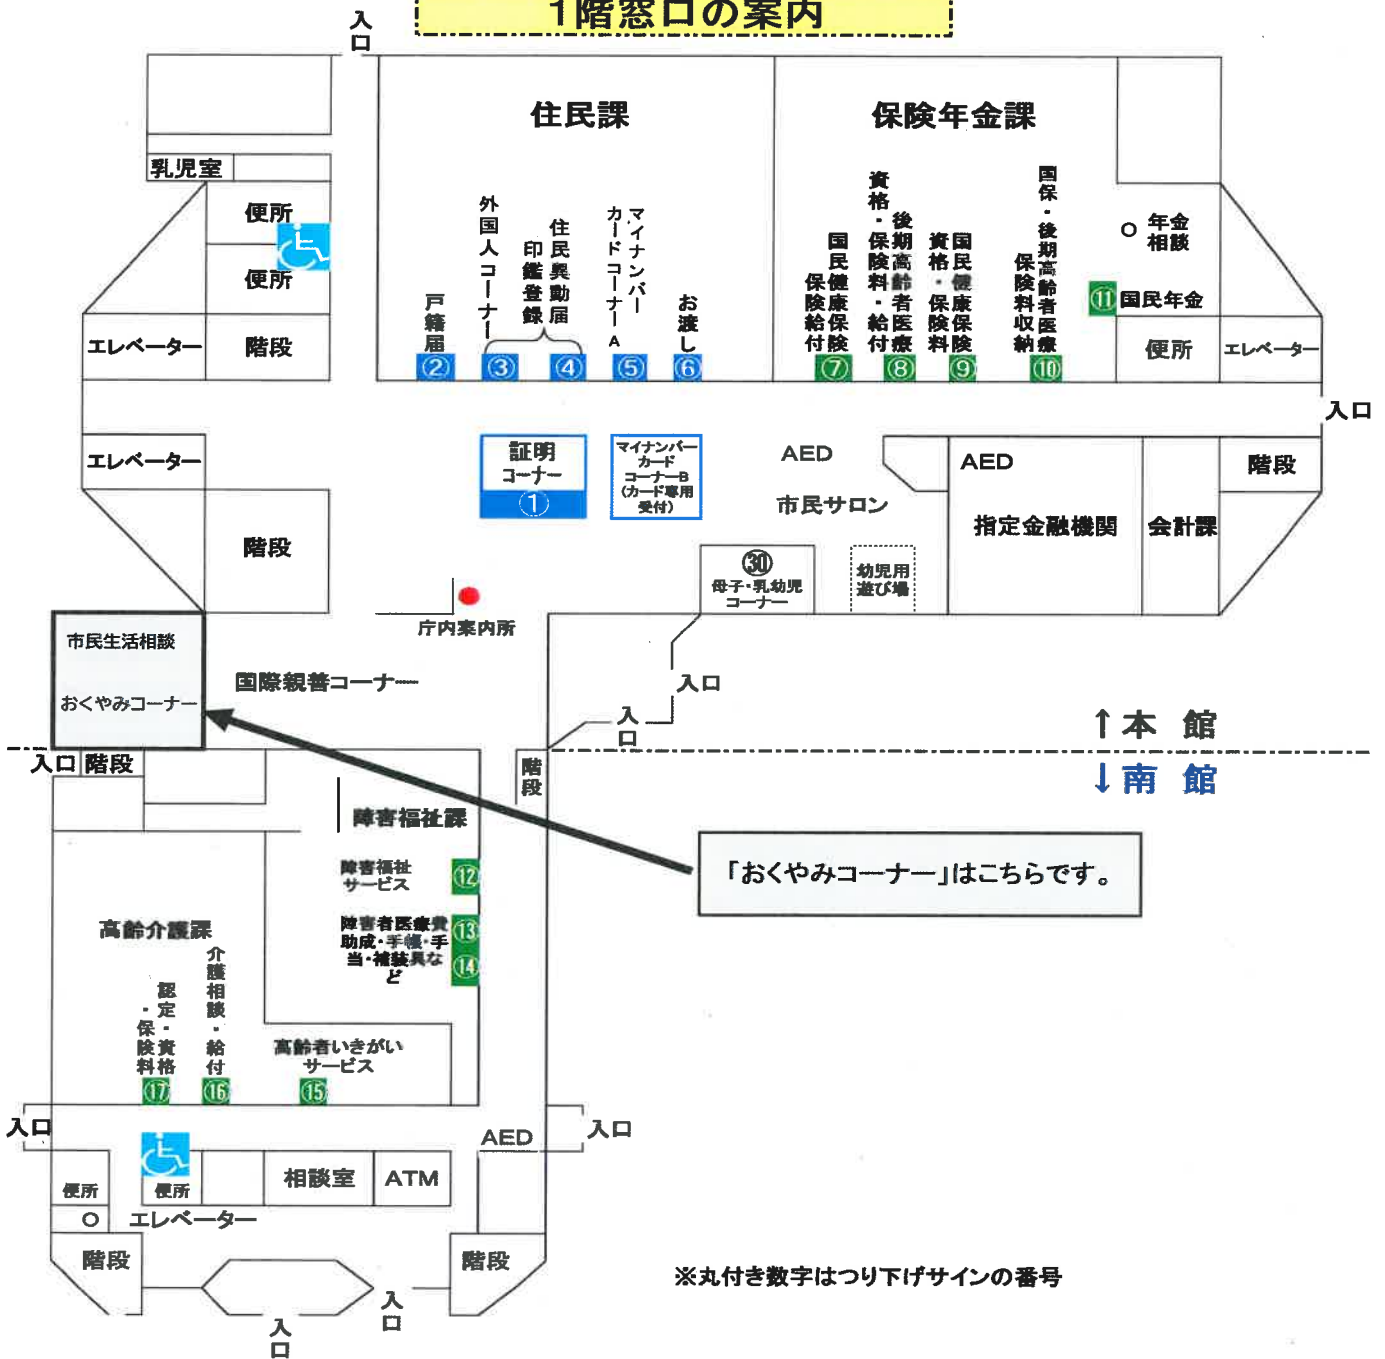 1階窓口の案内
入口
住民課
保険年金課
乳児室
便所
便所
エレベーター
階段
戸籍届
②
外国人コーナー
③
印鑑登録
住民異動届
④
マイナンバー
カードコーナーA
⑤
お渡し
⑥
国民健康保険
保険給付
⑦
後期高齢者医療
資格・保険料・給付
⑧
国民健康保険
資格・保険料
⑨
国保・後期高齢者医療
保険料収納
⑩
○ 年金
相談
⑪ 国民年金
便所
エレベーター
入口
エレベーター
階段
証明
コーナー
①
マイナンバー
カード
コーナーB
(カード専用
受付)
AED
市民サロン
AED
指定金融機関
会計課
階段
㉚
母子・乳幼児
コーナー
幼児用
遊び場
庁内案内所
市民生活相談
おくやみコーナー
国際親善コーナー
入口
入口
↑本 館
↓南 館
入口
階段
階段
障害福祉課
「おくやみコーナー」はこちらです。
障害福祉
サービス
⑫
障害者医療費
助成・手帳・手
当・補装具な
ど
⑬
⑭
高齢介護課
認定・資格
・保険料
⑰
介護相談・給付
⑯
高齢者いきがい
サービス
⑮
入口
AED
入口
便所
便所
相談室
ATM
○
エレベーター
階段
階段
入口
入口
※丸付き数字はつり下げサインの番号